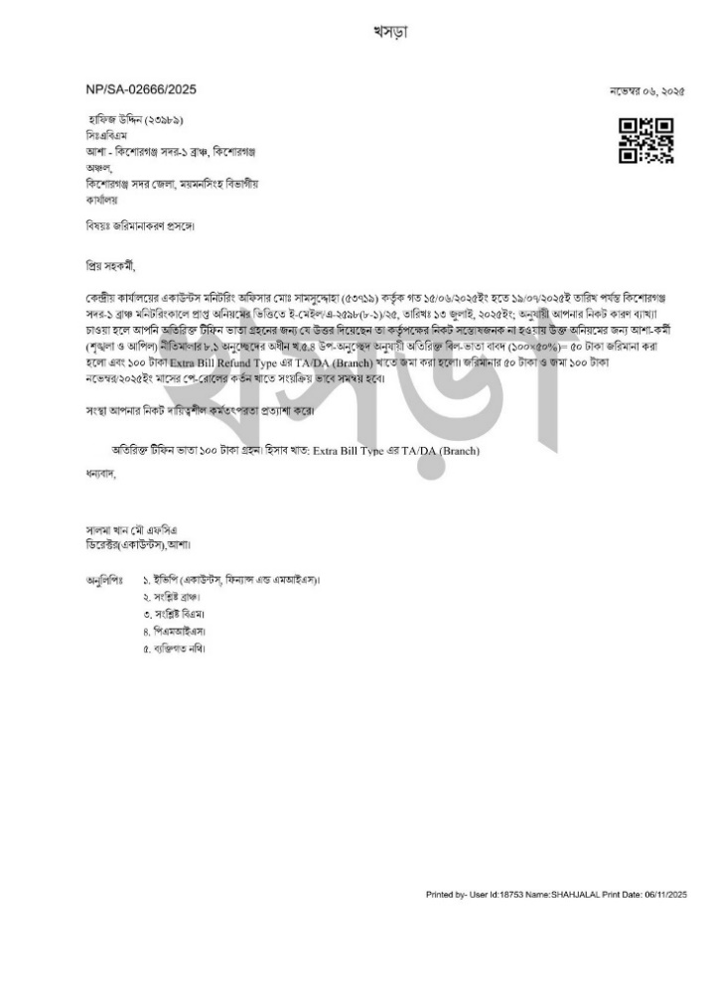 খসড়া
NP/SA-02666/2025
নভেম্বর ০৬, ২০২৫
হাফিজ উদ্দিন (২৩৯৮৯)
সিঃএবিএম
আশা - কিশোরগঞ্জ সদর-১ ব্রাঞ্চ, কিশোরগঞ্জ
অঞ্চল,
কিশোরগঞ্জ সদর জেলা, ময়মনসিংহ বিভাগীয়
কার্যালয়
বিষয়ঃ জরিমানাকরণ প্রসঙ্গে।
প্রিয় সহকর্মী,
কেন্দ্রীয় কার্যালয়ের একাউন্টস মনিটরিং অফিসার মোঃ সামসুদ্দোহা (৫৩৭১৯) কর্তৃক গত ১৫/০৬/২০২৫ইং হতে ১৯/০৭/২০২৫ই তারিখ পর্যন্ত কিশোরগঞ্জ
সদর-১ ব্রাঞ্চ মনিটরিংকালে প্রাপ্ত অনিয়মের ভিত্তিতে ই-মেইল/এ-২৫৯৮(৮-১)/২৫, তারিখঃ ১৩ জুলাই, ২০২৫ইং; অনুযায়ী আপনার নিকট কারণ ব্যাখ্যা
চাওয়া হলে আপনি অতিরিক্ত টিফিন ভাতা গ্রহনের জন্য যে উত্তর দিয়েছেন তা কর্তৃপক্ষের নিকট সন্তোষজনক না হওয়ায় উক্ত অনিয়মের জন্য আশা-কর্মী
(শৃঙ্খলা ও আপিল) নীতিমালার ৮.১ অনুচ্ছেদের অধীন খ.৫.৪ উপ-অনুচ্ছেদ অনুযায়ী অতিরিক্ত বিল-ভাতা বাবদ (১০০×৫০%)= ৫০ টাকা জরিমানা করা
হলো এবং ১০০ টাকা Extra Bill Refund Type এর TA/DA (Branch) খাতে জমা করা হলো। জরিমানার ৫০ টাকা ও জমা ১০০ টাকা
নভেম্বর/২০২৫ইং মাসের পে-রোলের কর্তন খাতে সংয়ক্রিয় ভাবে সমন্বয় হবে।
সংস্থা আপনার নিকট দায়িত্বশীল কর্মতৎপরতা প্রত্যাশা করে।
অতিরিক্ত টিফিন ভাতা ১০০ টাকা গ্রহন। হিসাব খাত: Extra Bill Type এর TA/DA (Branch)
ধন্যবাদ,
সালমা খান মৌ এফসিএ
ডিরেক্টর(একাউন্টস),আশা।
অনুলিপিঃ ১. ইভিপি (একাউন্টস, ফিন্যান্স এন্ড এমআইএস)।
২. সংশ্লিষ্ট ব্রাঞ্চ।
৩. সংশ্লিষ্ট বিএম।
৪. পিএমআইএস।
৫. ব্যক্তিগত নথি।
খসড়া
Printed by- User Id:18753 Name:SHAHJALAL Print Date: 06/11/2025